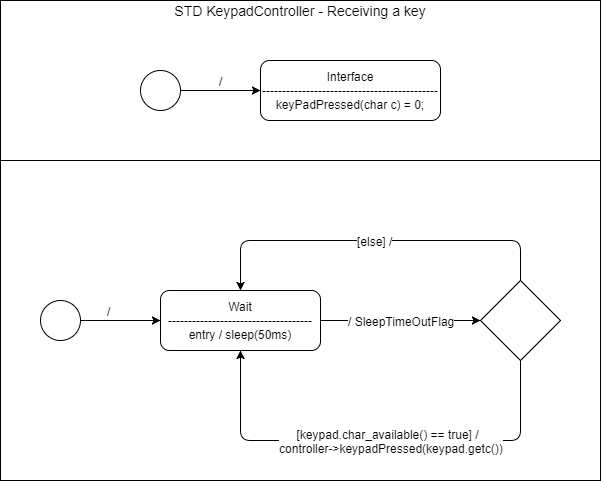 STD KeypadController - Receiving a key
/
Interface
keyPadPressed(char c) = 0;
[else] /
/
Wait
entry / sleep(50ms)
/ SleepTimeOutFlag
[keypad.char_available() == true] /
controller->keypadPressed(keypad.getc())